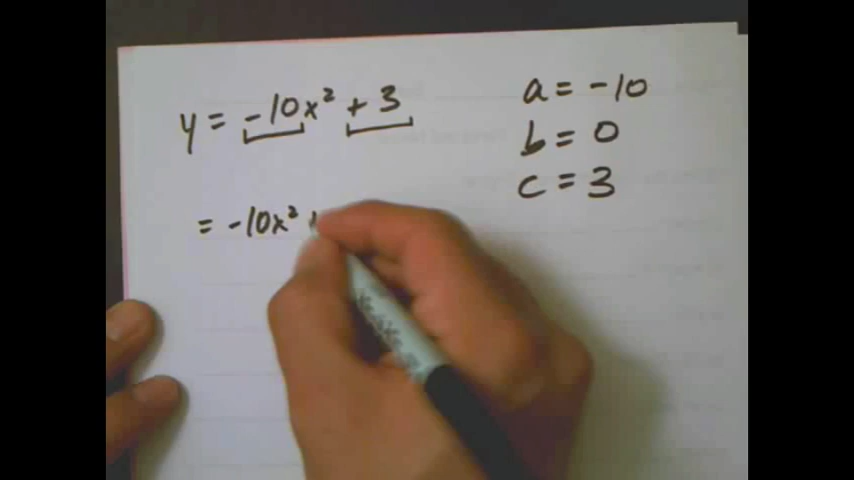 y = -10x² + 3
a = -10
b = 0
c = 3
= -10x²